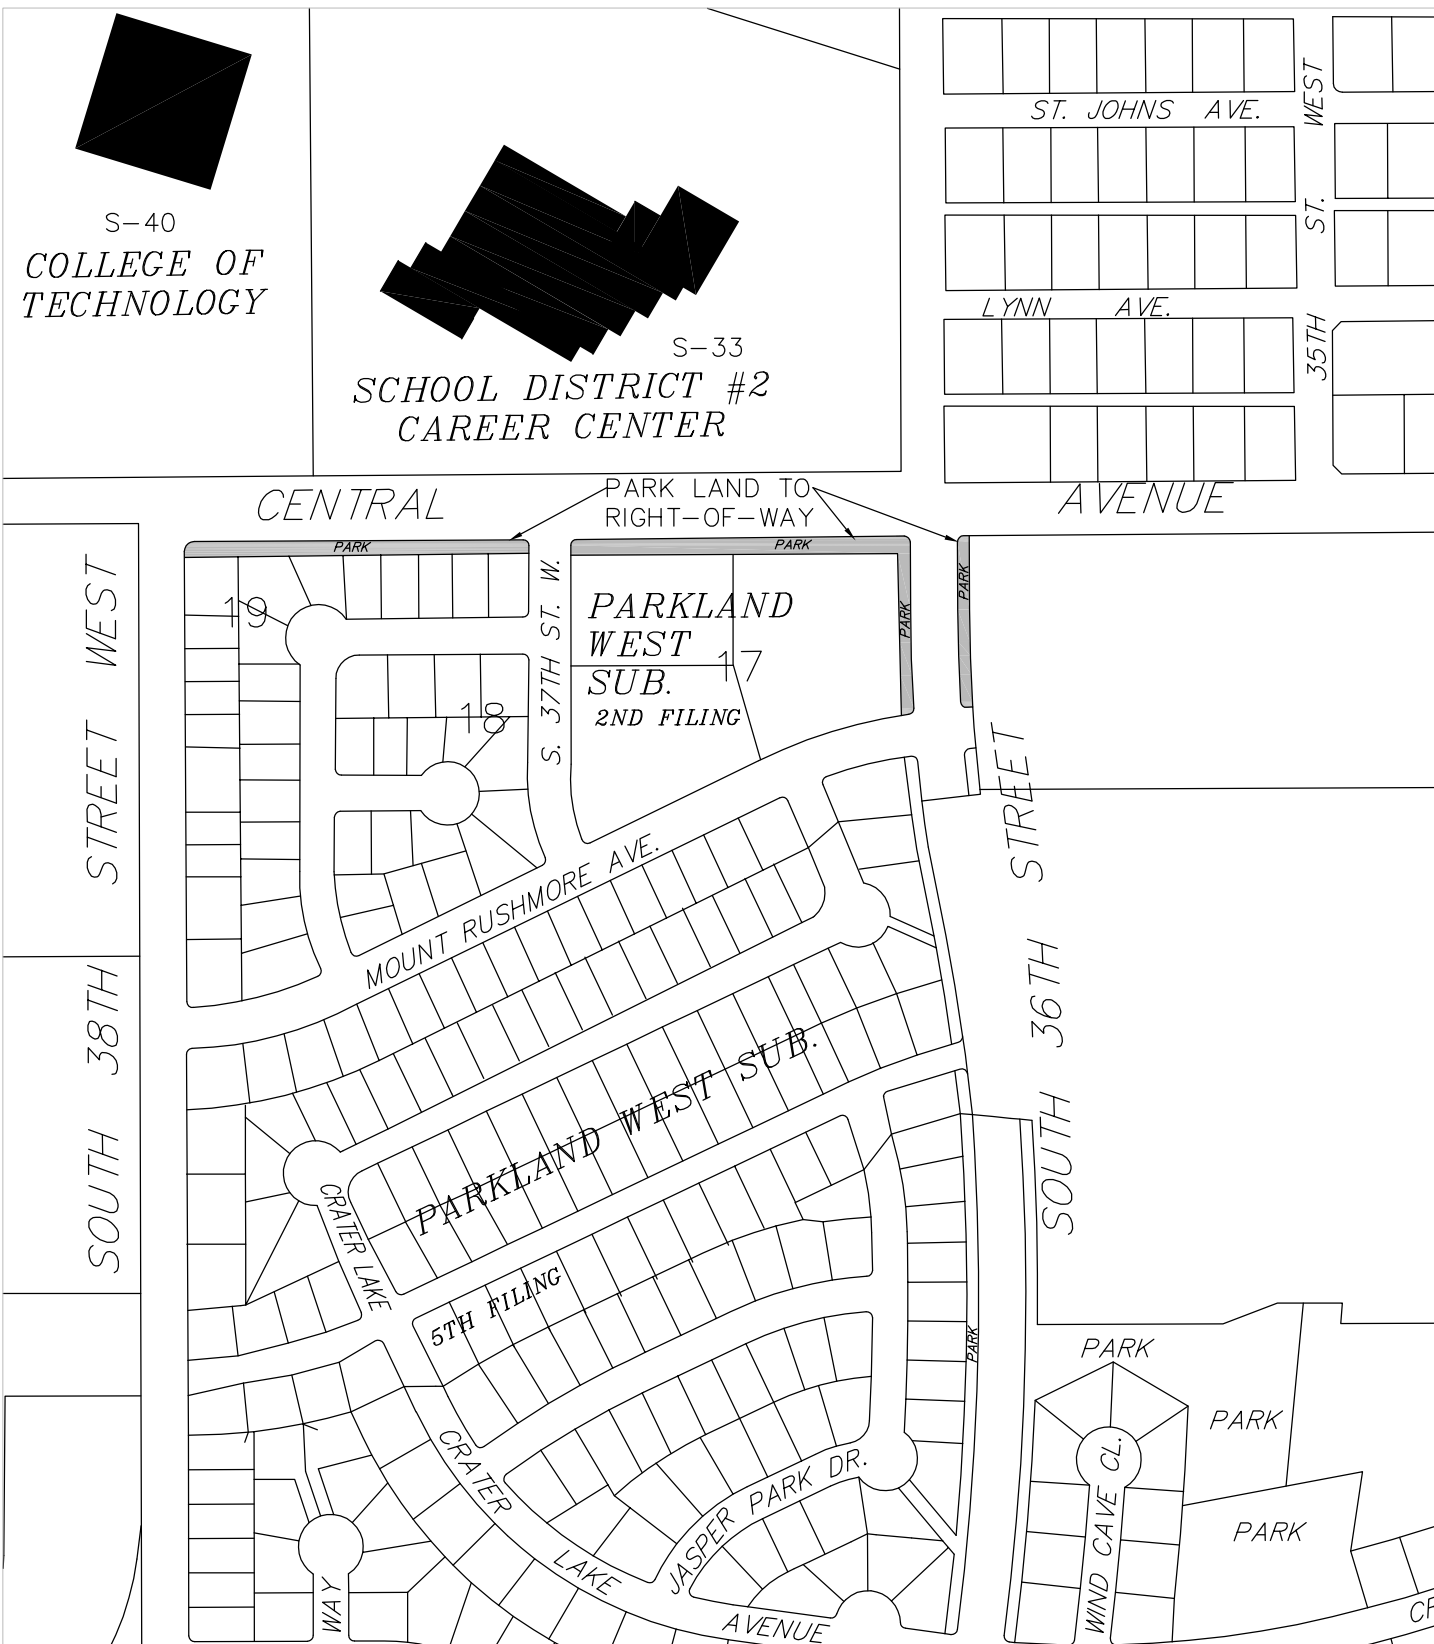 ST. JOHNS AVE.
35TH ST. WEST
S-40
COLLEGE OF
TECHNOLOGY
LYNN AVE.
S-33
SCHOOL DISTRICT #2
CAREER CENTER
CENTRAL AVENUE
PARK LAND TO
RIGHT-OF-WAY
PARK
PARK
PARK
PARK
SOUTH 38TH STREET WEST
19
18
17
S. 37TH ST. W.
PARKLAND
WEST
SUB.
2ND FILING
SOUTH 36TH STREET
MOUNT RUSHMORE AVE.
PARKLAND WEST SUB.
5TH FILING
CRATER LAKE
PARK
PARK
PARK
PARK
CRATER LAKE AVENUE
JASPER PARK DR.
WIND CAVE CL.
WAY